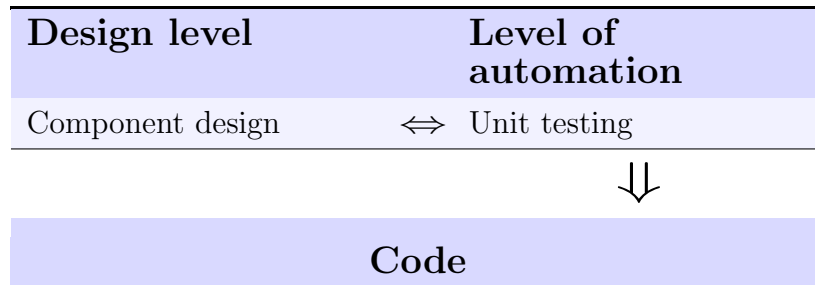 Design level
Level of
automation
Component design ⇔ Unit testing
⇓
Code